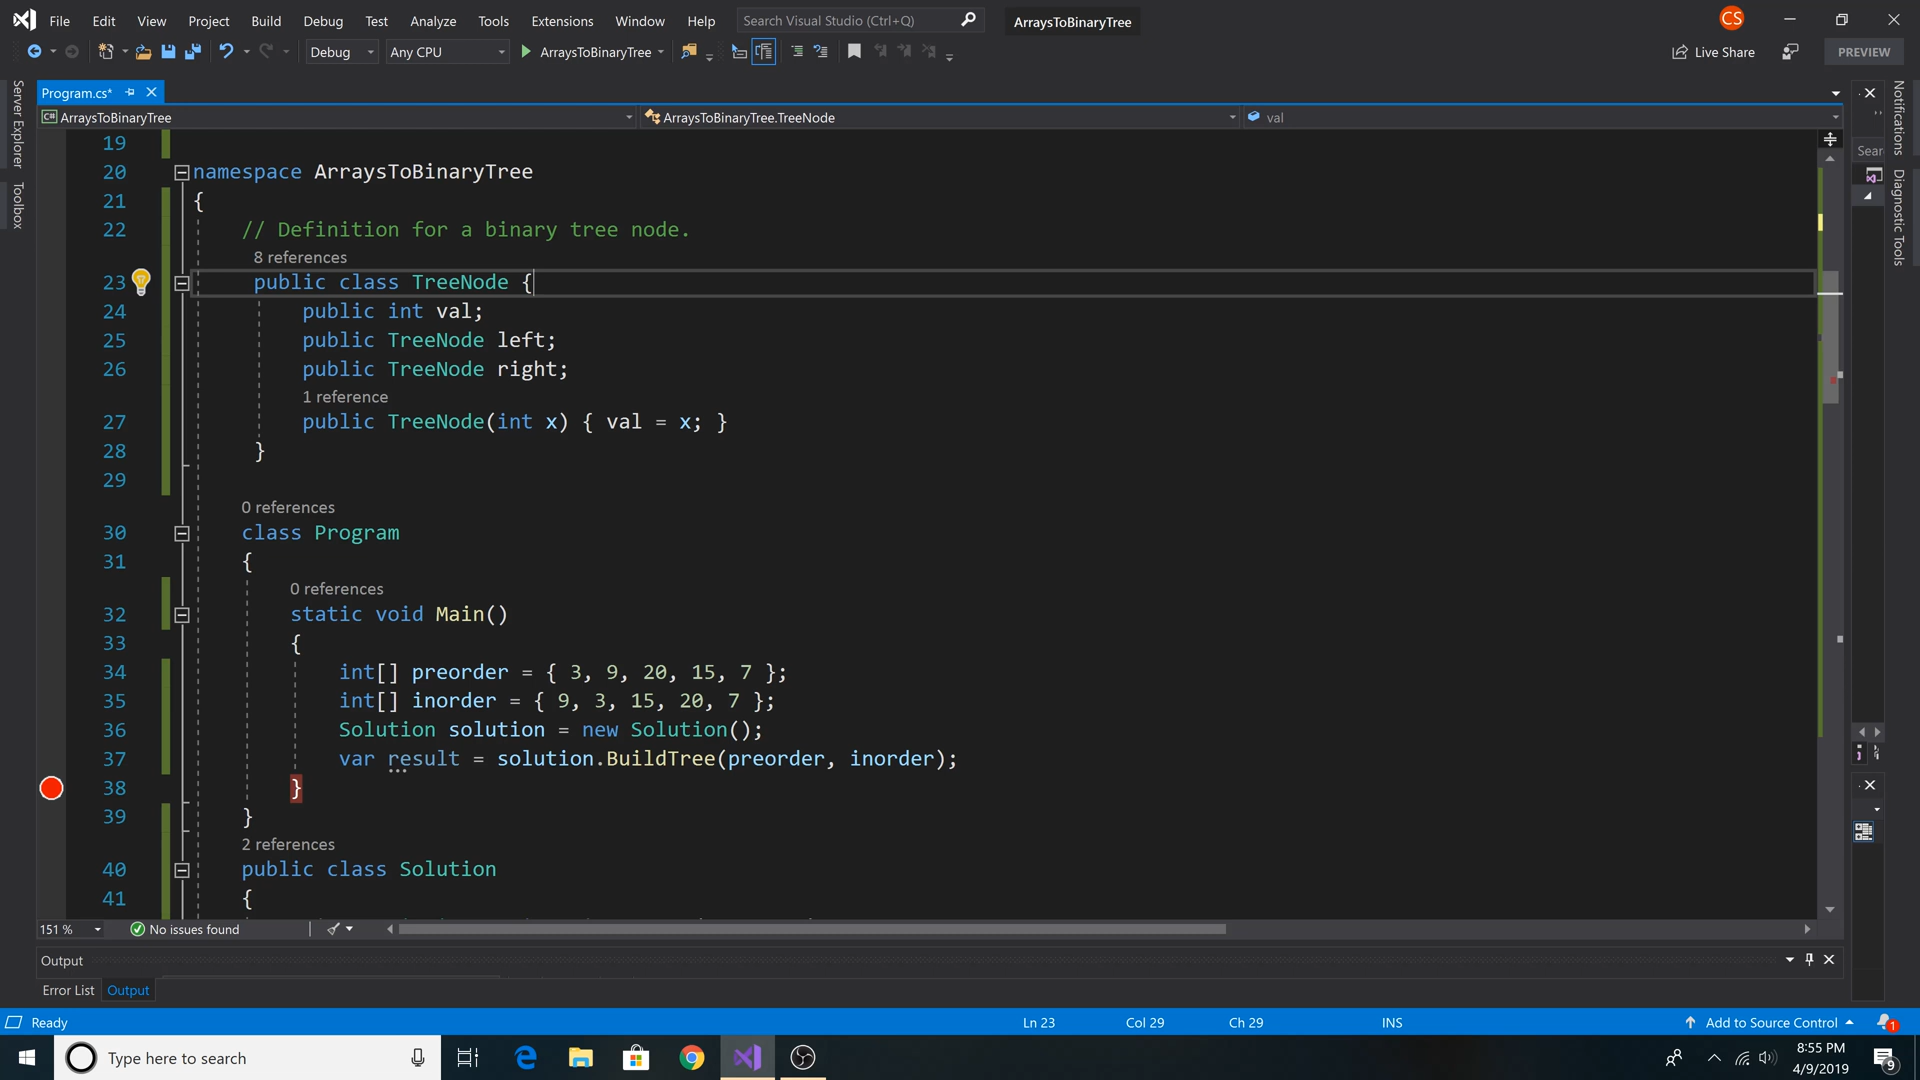 File Edit View Project Build Debug Test Analyze Tools Extensions Window Help Search Visual Studio (Ctrl+Q) ArraysToBinaryTree CS
Debug Any CPU ArraysToBinaryTree Live Share PREVIEW
Server Explorer
Toolbox
Program.cs*
ArraysToBinaryTree ArraysToBinaryTree.TreeNode val
19
20 namespace ArraysToBinaryTree
21 {
22 // Definition for a binary tree node.
8 references
23 public class TreeNode {
24 public int val;
25 public TreeNode left;
26 public TreeNode right;
1 reference
27 public TreeNode(int x) { val = x; }
28 }
29
0 references
30 class Program
31 {
0 references
32 static void Main()
33 {
34 int[] preorder = { 3, 9, 20, 15, 7 };
35 int[] inorder = { 9, 3, 15, 20, 7 };
36 Solution solution = new Solution();
37 var result = solution.BuildTree(preorder, inorder);
38 }
39 }
2 references
40 public class Solution
41 {
151 % No issues found
Output
Error List Output
Notifications
Diagnostic Tools
Sear
Ready Ln 23 Col 29 Ch 29 INS Add to Source Control 1
Type here to search
8:55 PM
4/9/2019
9